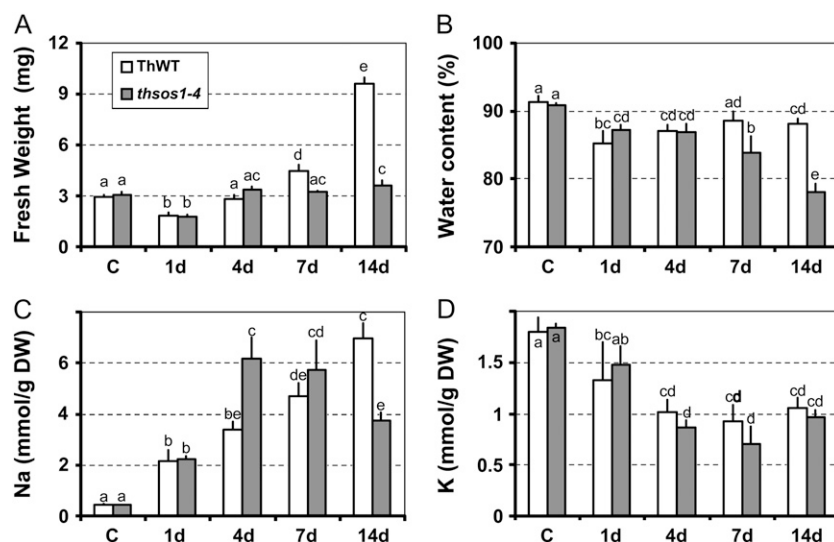 A
Fresh Weight (mg)
12
9
6
3
0
ThWT
thsos1-4
a a
b b
a ac
d ac
e c
C 1d 4d 7d 14d
B
Water content (%)
100
90
80
70
a a
bc cd
cd cd
ad b
cd e
C 1d 4d 7d 14d
C
Na (mmol/g DW)
6
4
2
0
a a
b b
be c
de cd
c e
C 1d 4d 7d 14d
D
K (mmol/g DW)
1.5
1
0.5
0
a a
bc ab
cd d
cd d
cd cd
C 1d 4d 7d 14d